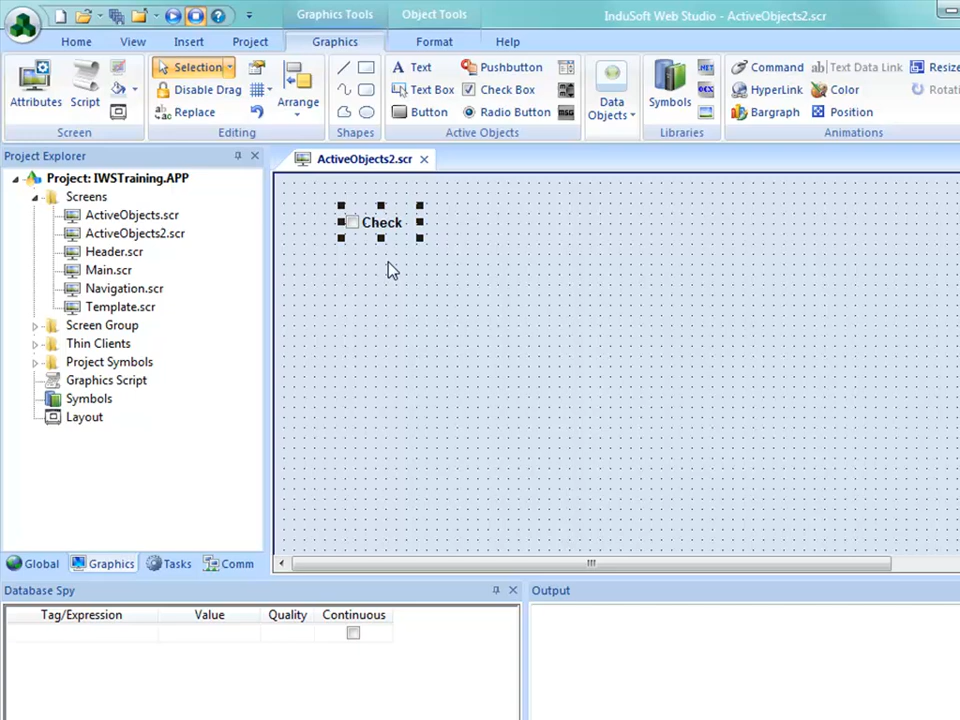 Graphics Tools
Object Tools
InduSoft Web Studio - ActiveObjects2.scr
Home
View
Insert
Project
Graphics
Format
Help
Attributes
Script
Screen
Selection
Disable Drag
Replace
Arrange
Editing
Shapes
Text
Text Box
Button
Pushbutton
Check Box
Radio Button
Active Objects
Data
Objects
Symbols
Libraries
Command
HyperLink
Bargraph
Text Data Link
Color
Position
Resize
Animations
Project Explorer
ActiveObjects2.scr
Project: IWSTraining.APP
Screens
ActiveObjects.scr
ActiveObjects2.scr
Header.scr
Main.scr
Navigation.scr
Template.scr
Screen Group
Thin Clients
Project Symbols
Graphics Script
Symbols
Layout
Check
Global
Graphics
Tasks
Comm
Database Spy
Tag/Expression
Value
Quality
Continuous
Output